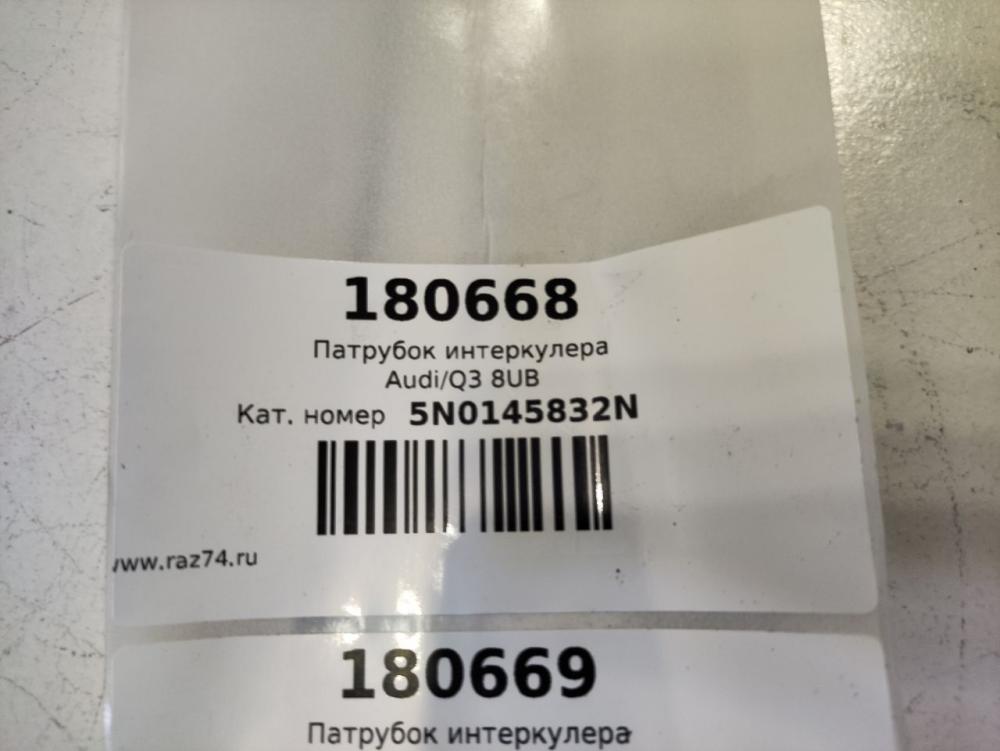 180668
Патрубок интеркулера
Audi/Q3 8UB
Кат. номер 5N0145832N
www.raz74.ru
180669
Патрубок интеркулера